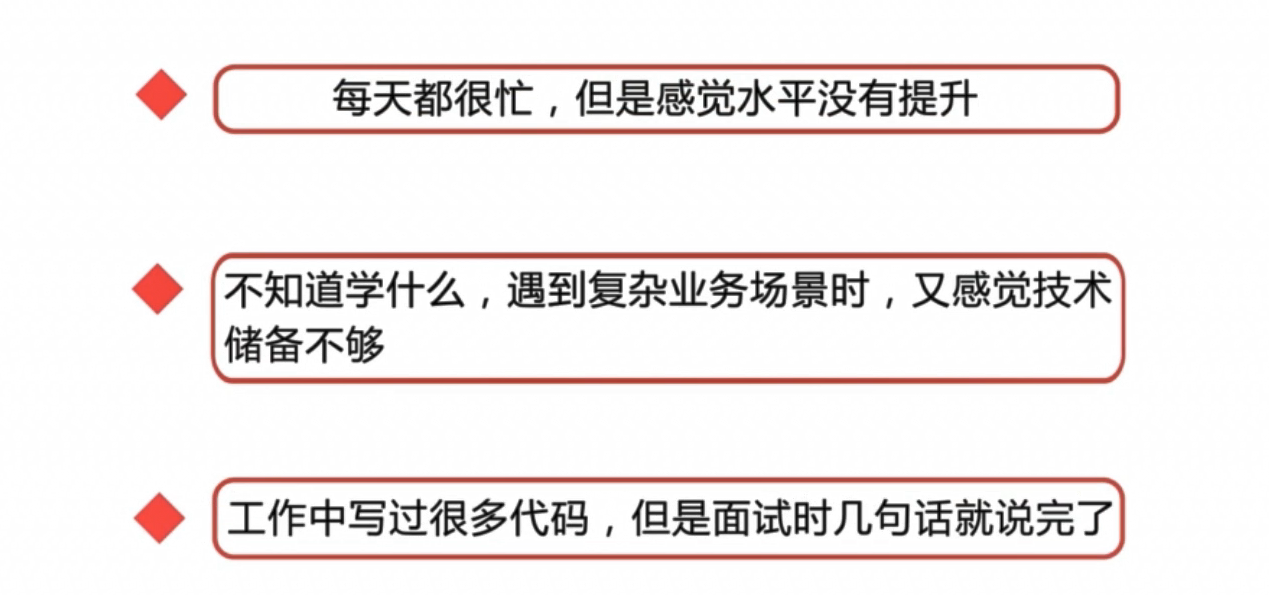 每天都很忙，但是感觉水平没有提升
不知道学什么，遇到复杂业务场景时，又感觉技术
储备不够
工作中写过很多代码，但是面试时几句话就说完了